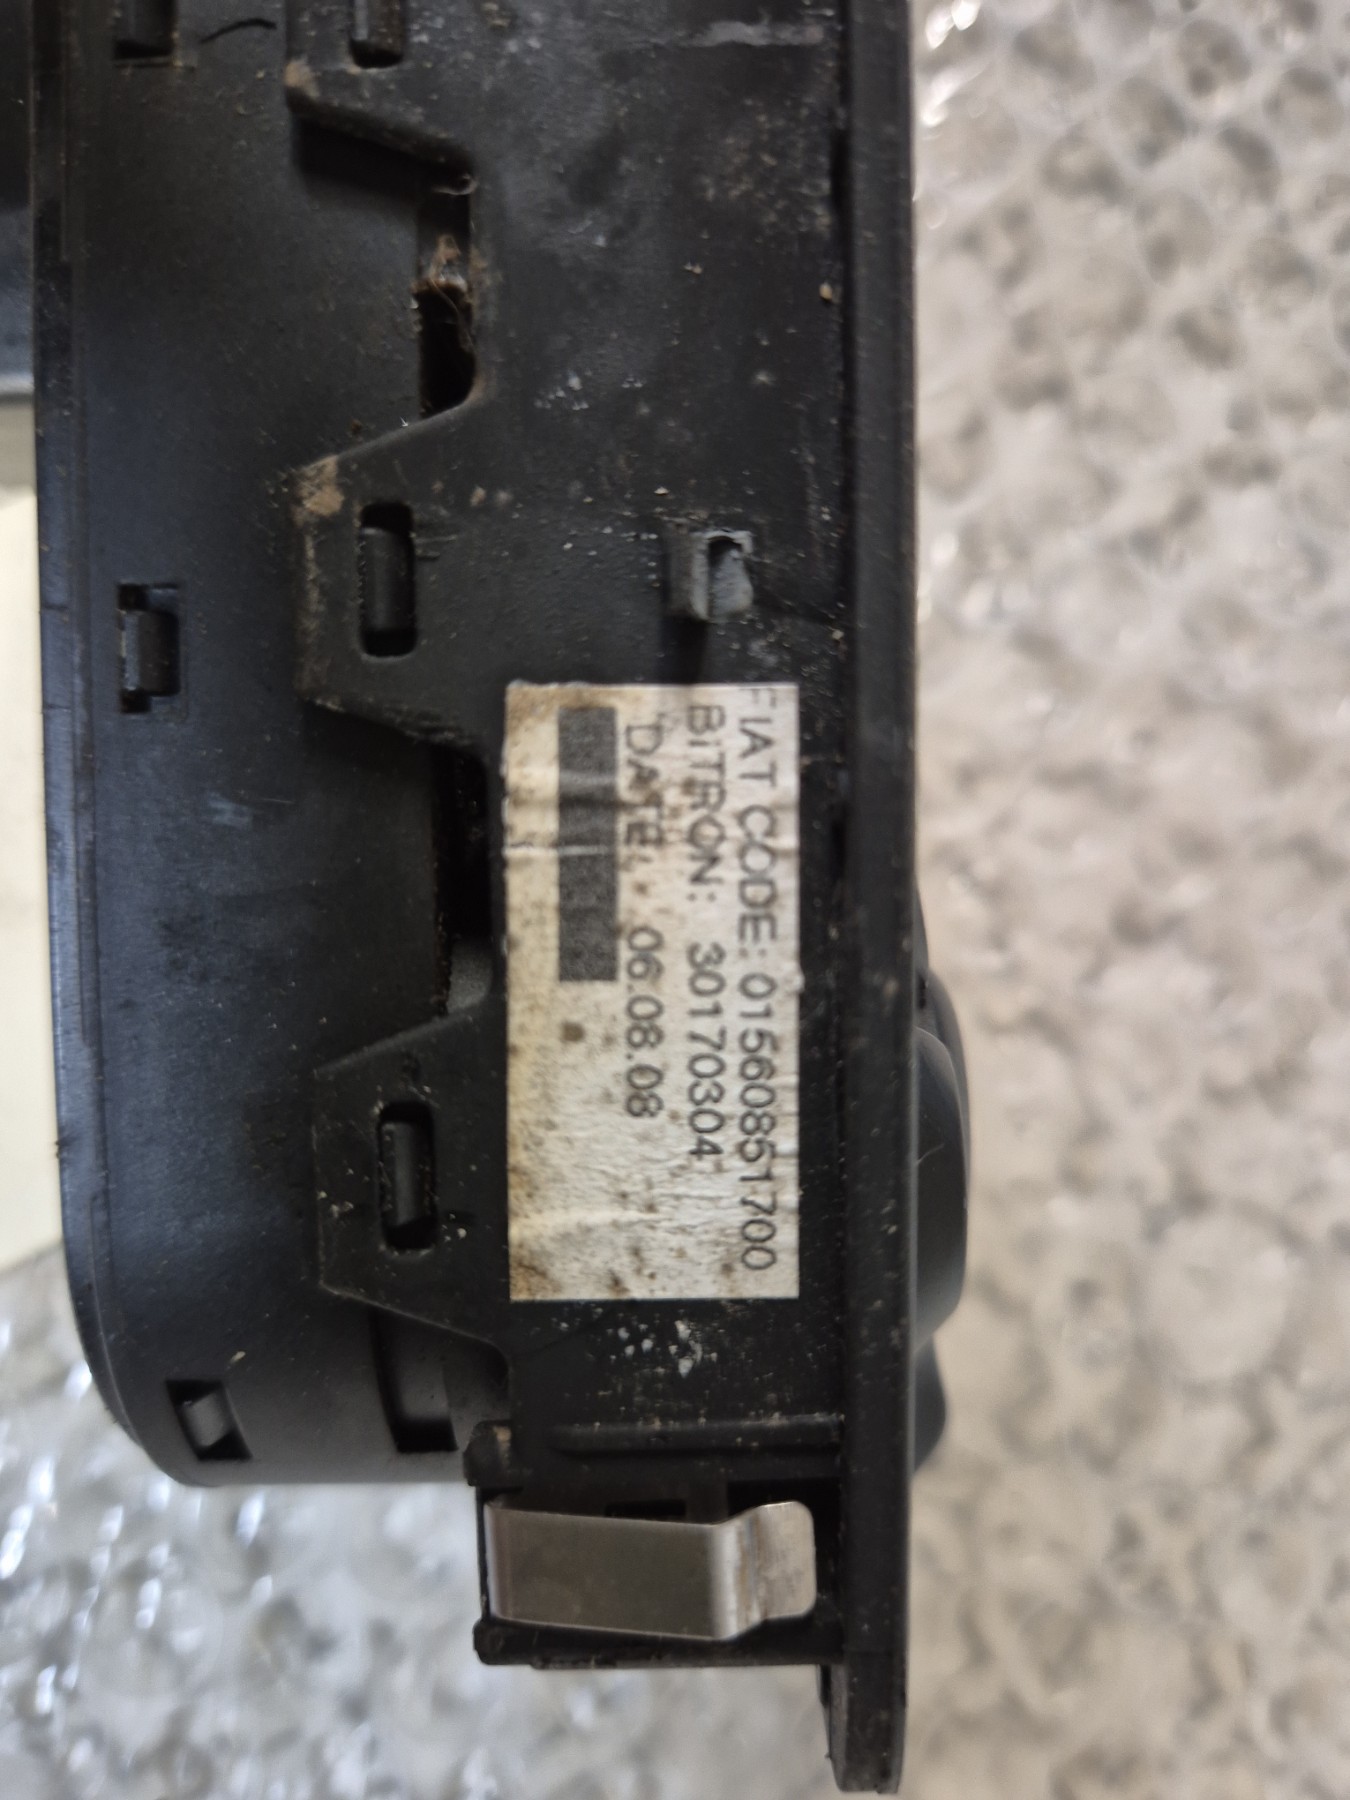 FIAT CODE: 01560851700
BITRON: 30170304
DATE: 06.08.08